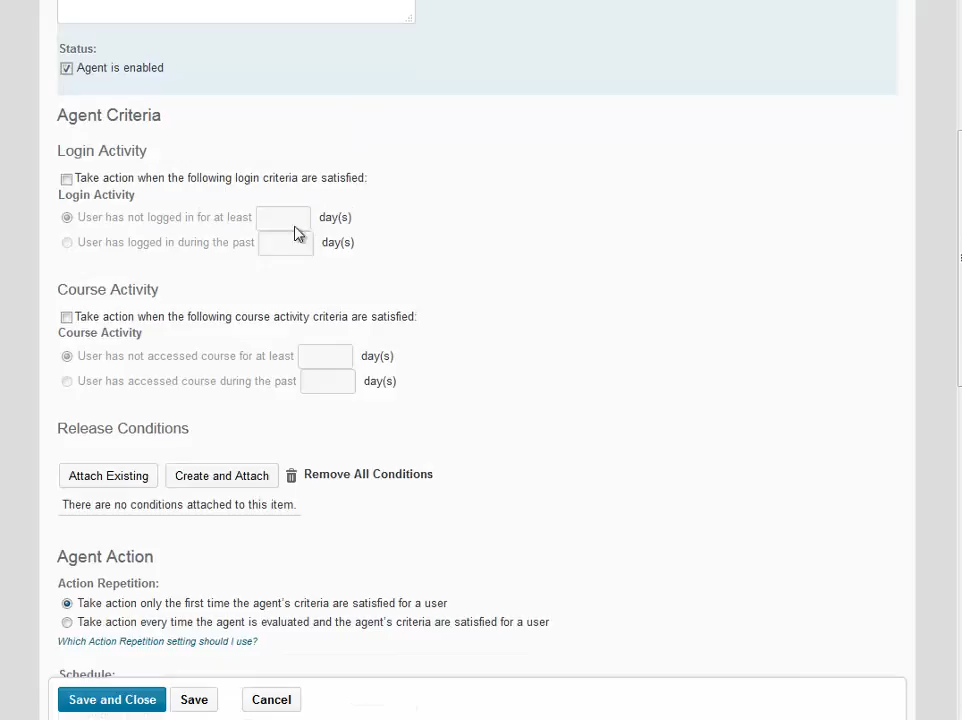 Status:
Agent is enabled
Agent Criteria
Login Activity
Take action when the following login criteria are satisfied:
Login Activity
User has not logged in for at least day(s)
User has logged in during the past day(s)
Course Activity
Take action when the following course activity criteria are satisfied:
Course Activity
User has not accessed course for at least day(s)
User has accessed course during the past day(s)
Release Conditions
Attach Existing Create and Attach Remove All Conditions
There are no conditions attached to this item.
Agent Action
Action Repetition:
Take action only the first time the agent's criteria are satisfied for a user
Take action every time the agent is evaluated and the agent's criteria are satisfied for a user
Which Action Repetition setting should I use?
Schedule:
Save and Close Save Cancel